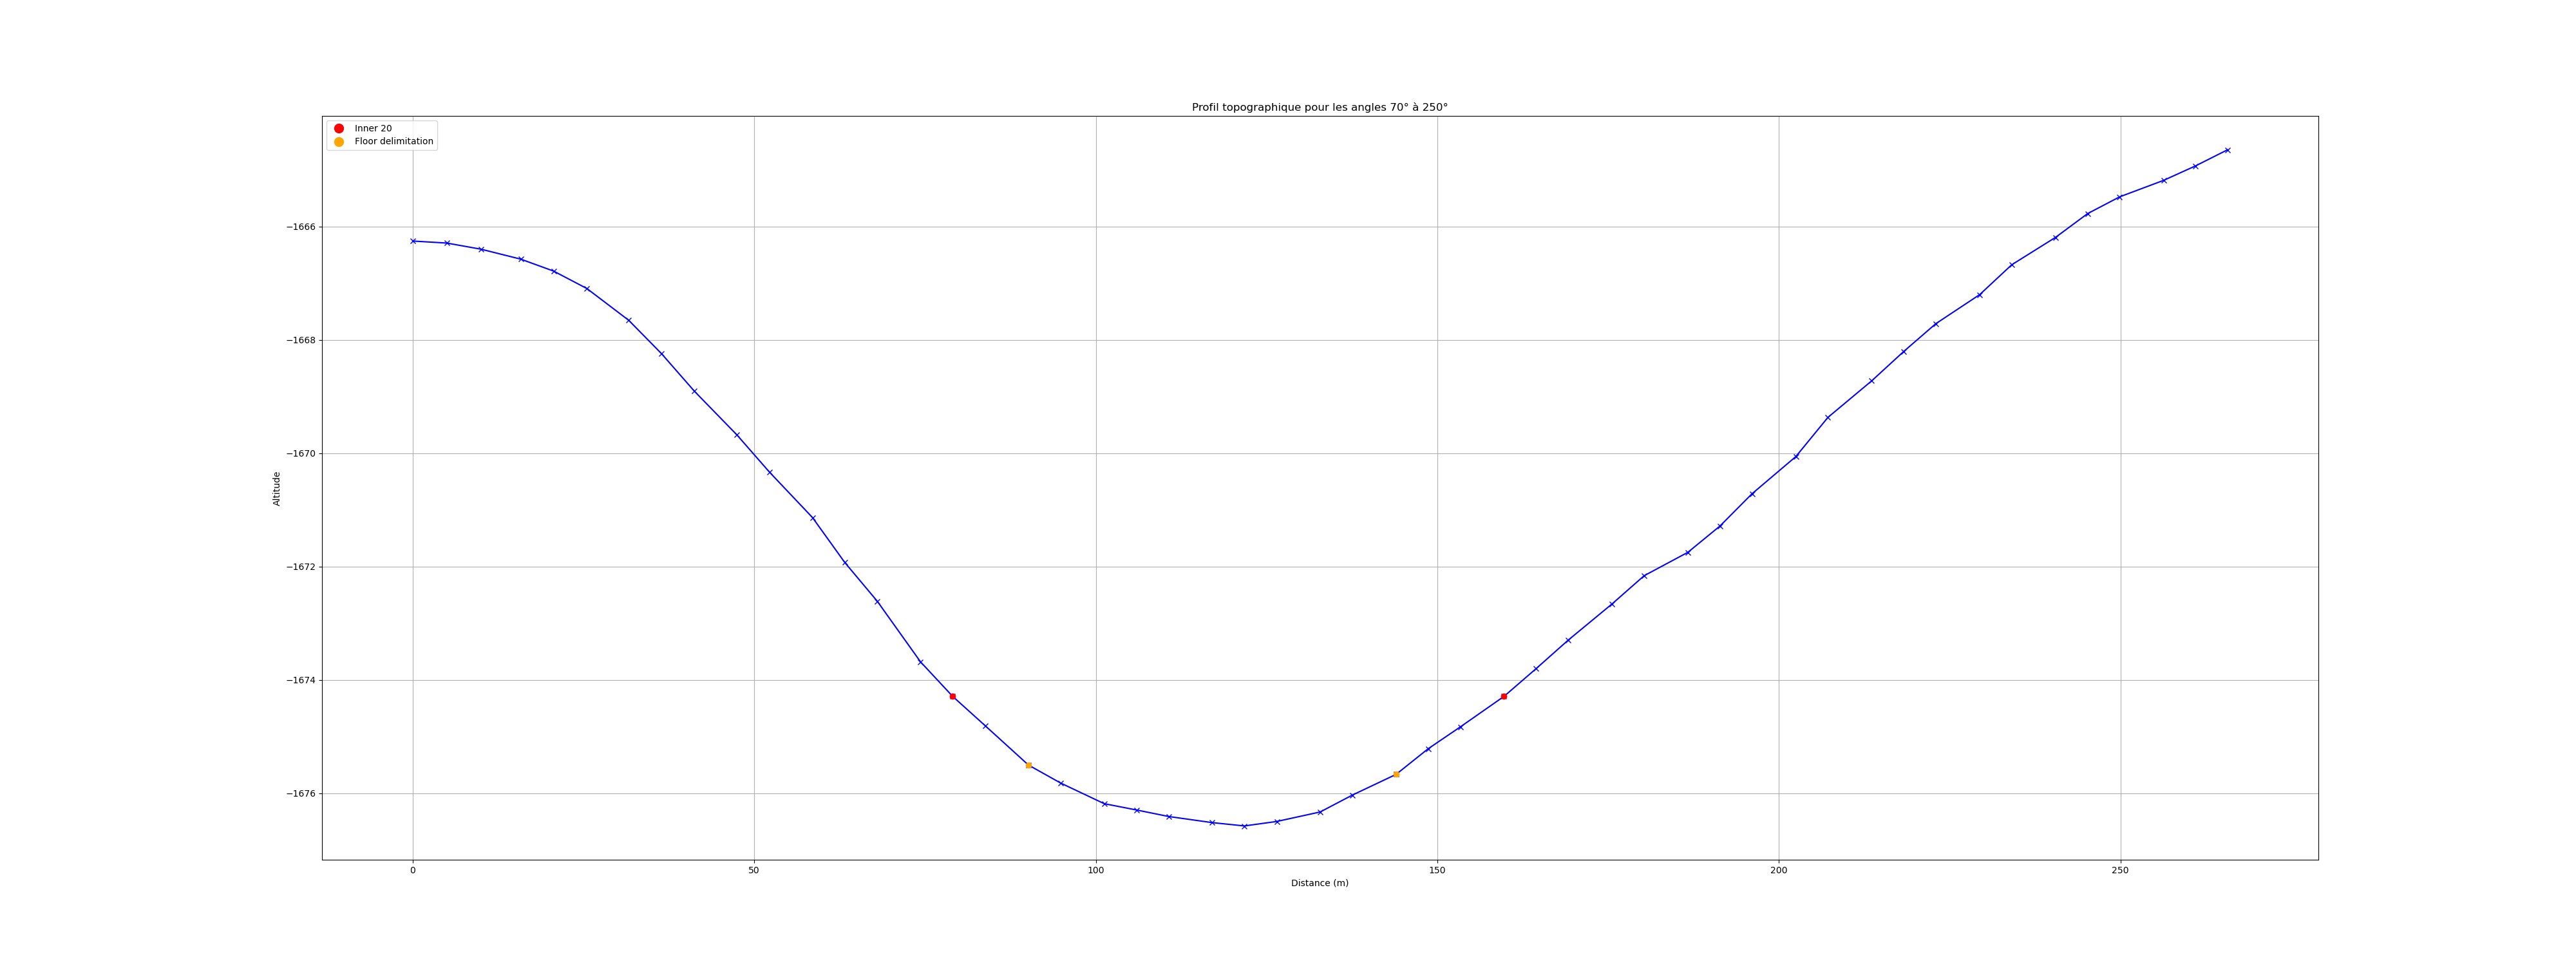 Profil topographique pour les angles 70° à 250°
Inner 20
Floor delimitation
−1666
−1668
−1670
−1672
−1674
−1676
Altitude
0 50 100 150 200 250
Distance (m)